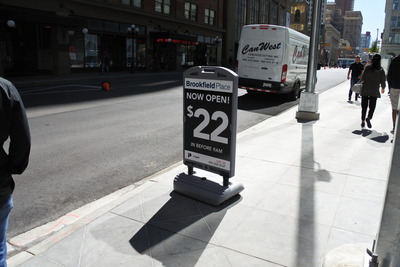 CanWest
Brookfield Place
NOW OPEN!
$22
IN BEFORE 9AM
P